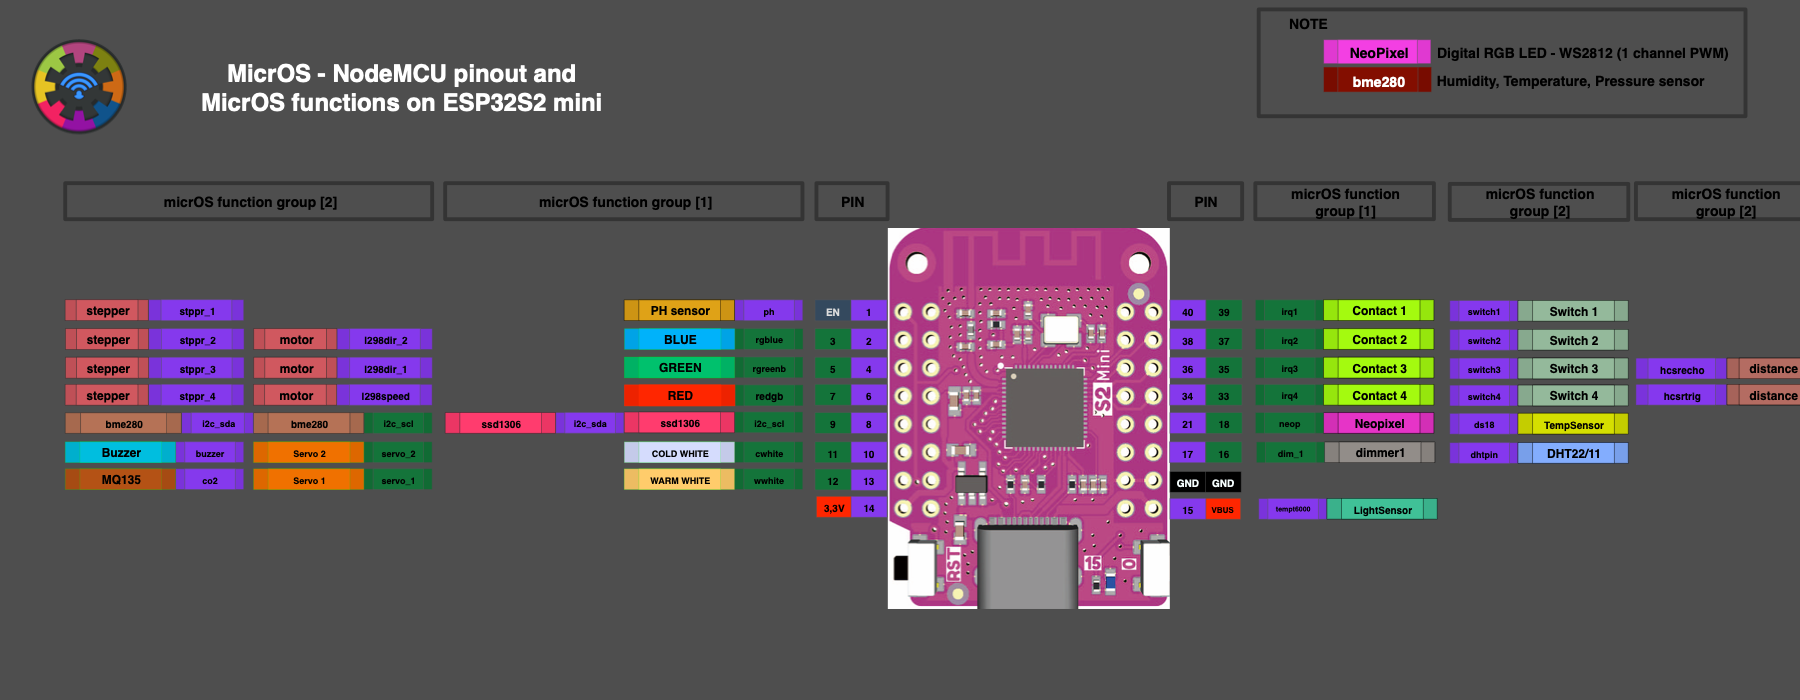 NOTE
NeoPixel Digital RGB LED - WS2812 (1 channel PWM)
bme280 Humidity, Temperature, Pressure sensor
MicrOS - NodeMCU pinout and
MicrOS functions on ESP32S2 mini
micrOS function group [2] micrOS function group [1] PIN PIN micrOS function group [1] micrOS function group [2] micrOS function group [2]
stepper stppr_1 PH sensor ph EN 1 40 39 irq1 Contact 1 switch1 Switch 1
stepper stppr_2 motor l298dir_2 BLUE rgblue 3 2 38 37 irq2 Contact 2 switch2 Switch 2
stepper stppr_3 motor l298dir_1 GREEN rgreenb 5 4 36 35 irq3 Contact 3 switch3 Switch 3 hcsrecho distance
stepper stppr_4 motor l298speed RED redgb 7 6 34 33 irq4 Contact 4 switch4 Switch 4 hcsrtrig distance
bme280 i2c_sda bme280 i2c_scl ssd1306 i2c_sda ssd1306 i2c_scl 9 8 21 18 neop Neopixel ds18 TempSensor
Buzzer buzzer Servo 2 servo_2 COLD WHITE cwhite 11 10 17 16 dim_1 dimmer1 dhtpin DHT22/11
MQ135 co2 Servo 1 servo_1 WARM WHITE wwhite 12 13 GND GND
3,3V 14 15 VBUS tempt6000 LightSensor
S2 Mini
RST 15 0